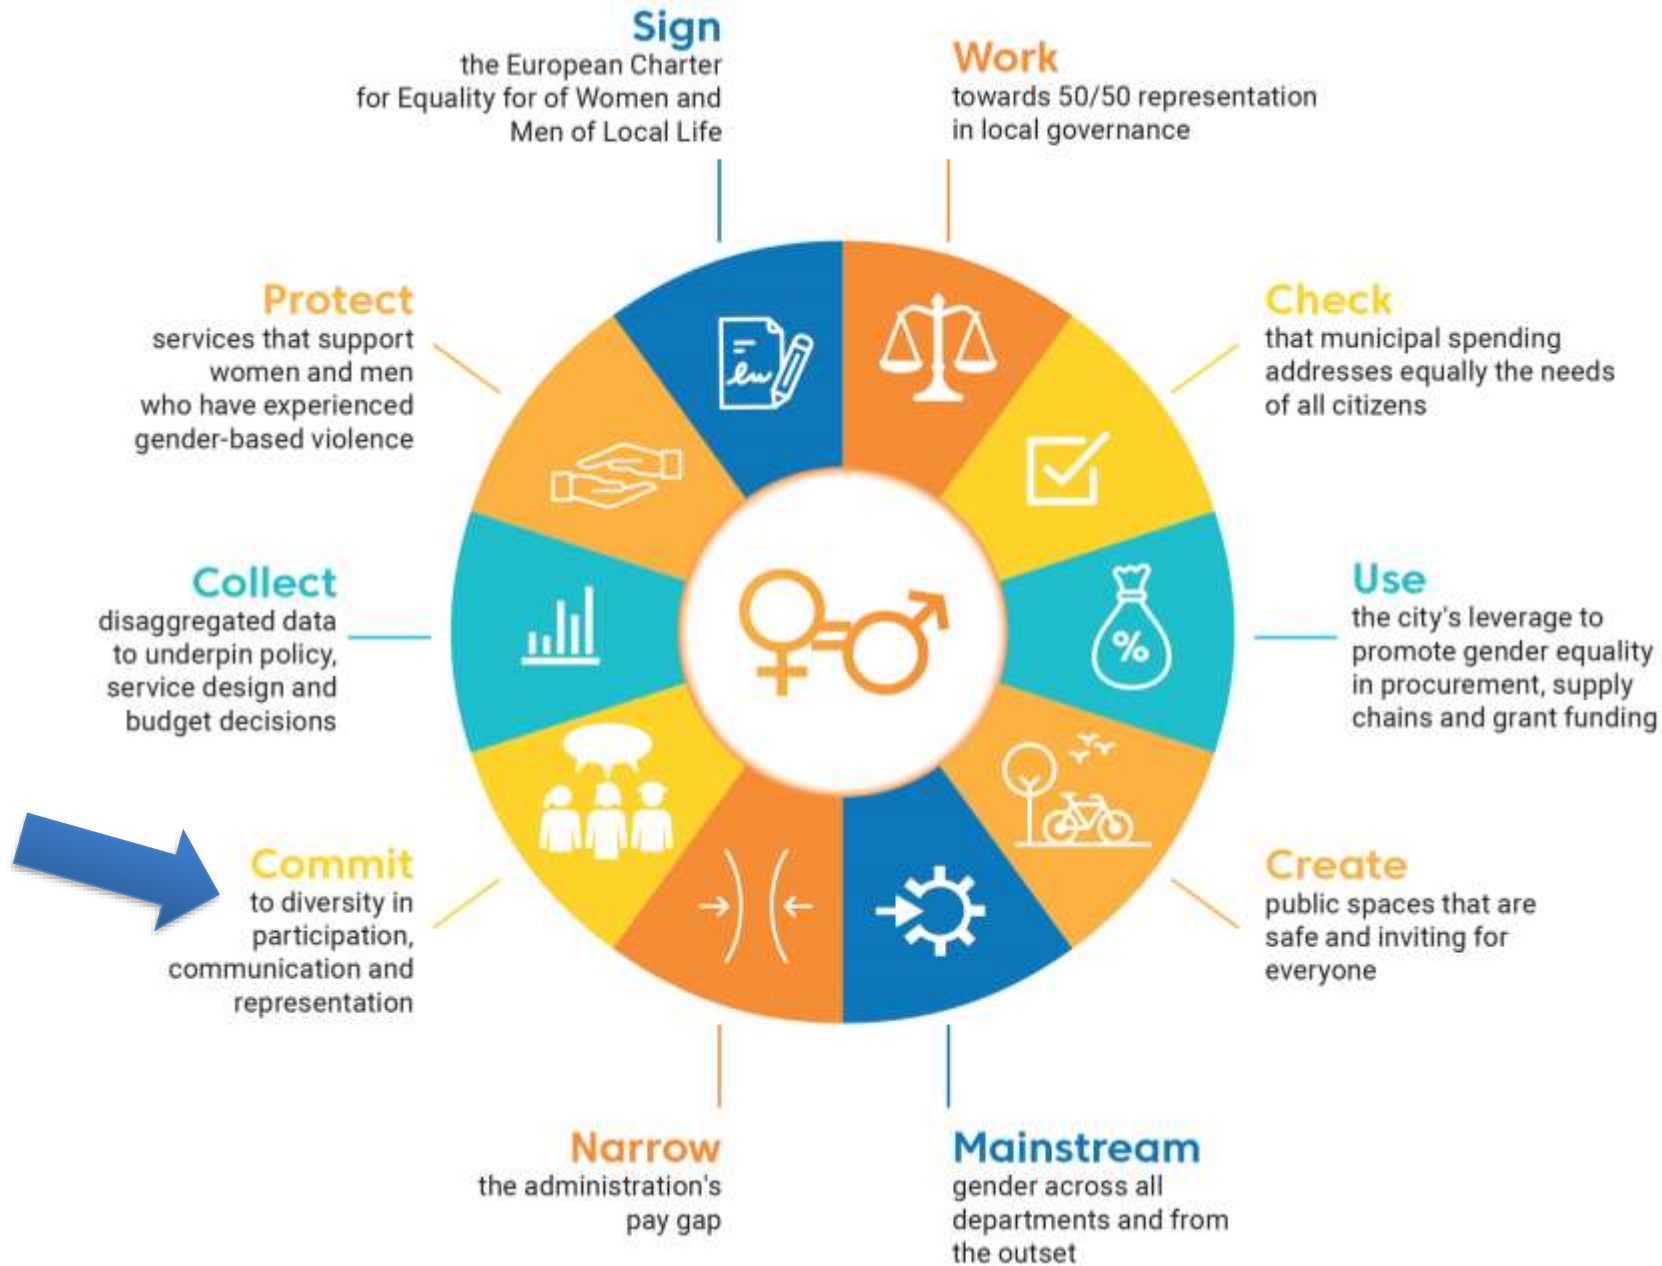 Sign
the European Charter
for Equality for of Women and
Men of Local Life
Work
towards 50/50 representation
in local governance
Check
that municipal spending
addresses equally the needs
of all citizens
Use
the city's leverage to
promote gender equality
in procurement, supply
chains and grant funding
%
Create
public spaces that are
safe and inviting for
everyone
Mainstream
gender across all
departments and from
the outset
Narrow
the administration's
pay gap
Commit
to diversity in
participation,
communication and
representation
Collect
disaggregated data
to underpin policy,
service design and
budget decisions
Protect
services that support
women and men
who have experienced
gender-based violence